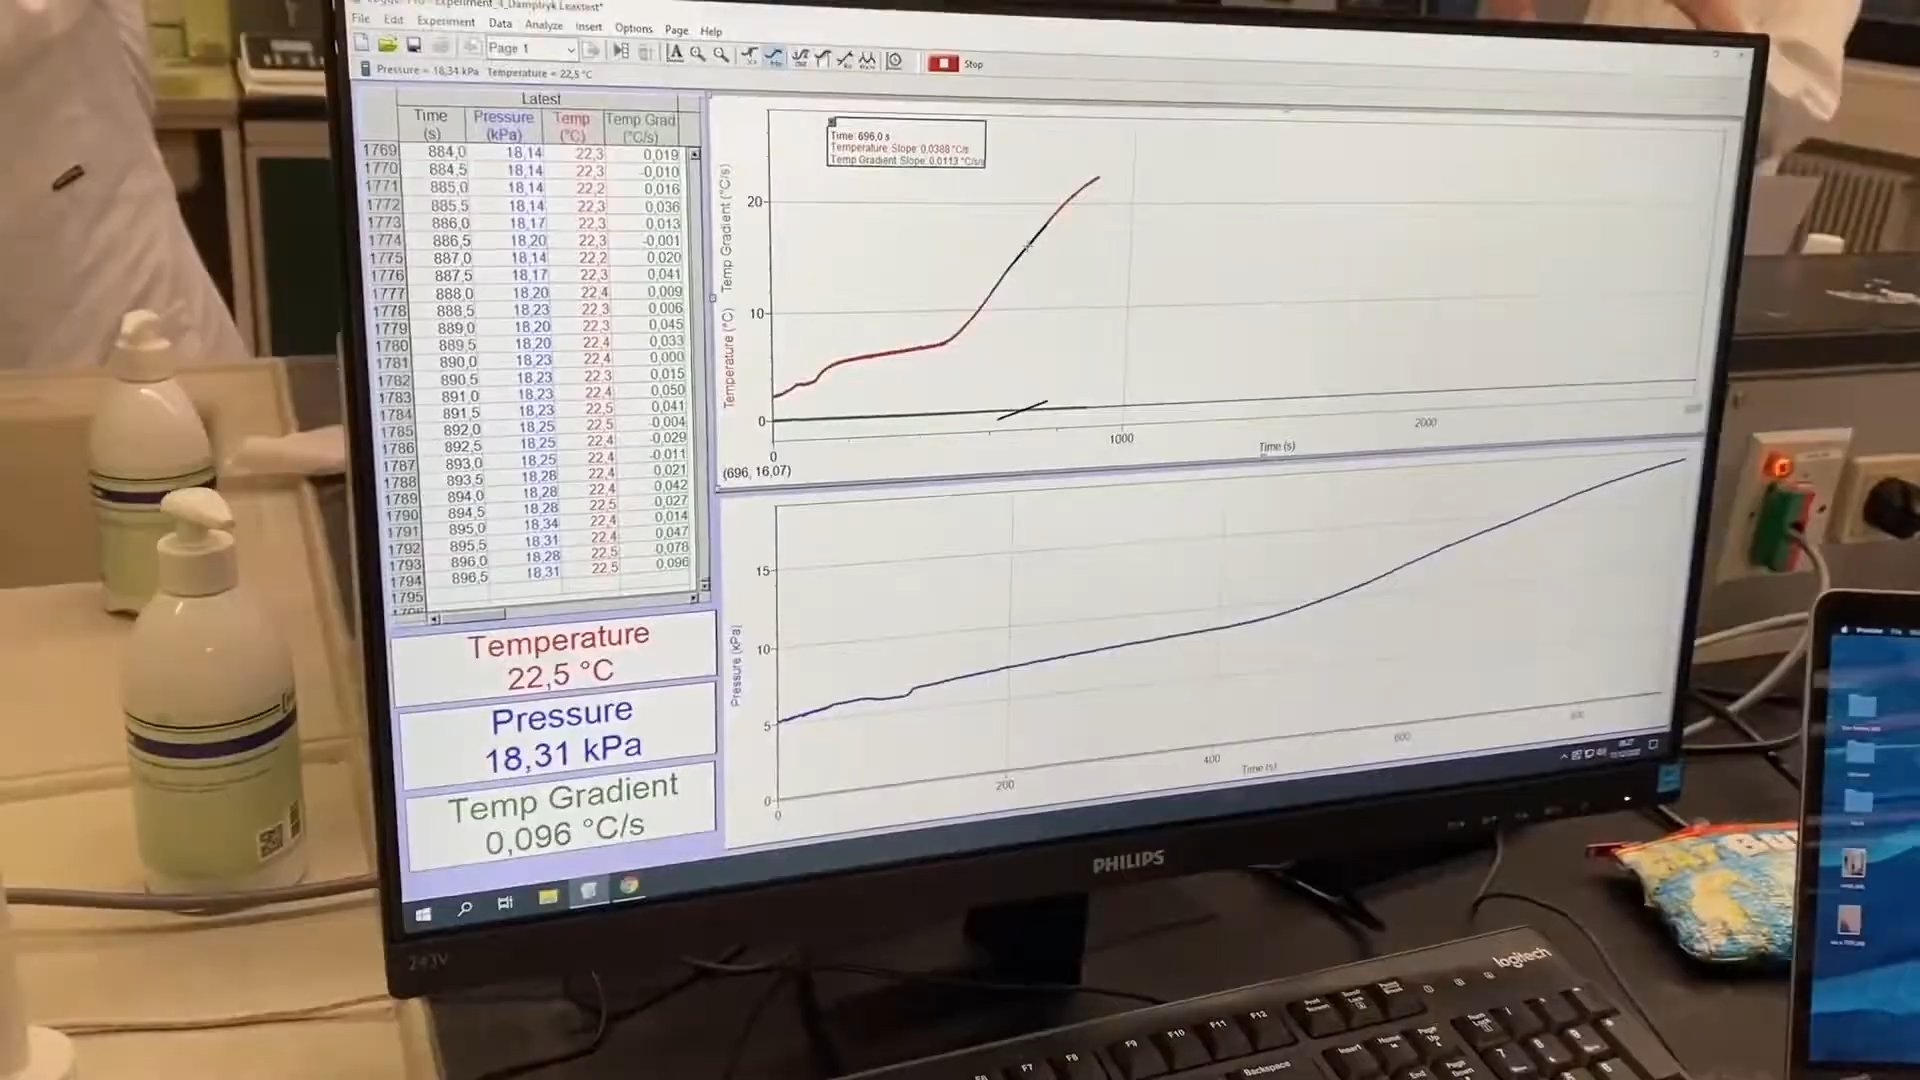 Experiment_4_Damptryk Leaktest*
File Edit Experiment Data Analyze Insert Options Page Help
Page 1
Stop
Pressure = 18,34 kPa Temperature = 22,5 °C
Latest
Time (s) Pressure (kPa) Temp (°C) Temp Grad (°C/s)
1769 884,0 18,14 22,3 0,019
1770 884,5 18,14 22,3 -0,010
1771 885,0 18,14 22,2 0,016
1772 885,5 18,14 22,3 0,036
1773 886,0 18,17 22,3 0,013
1774 886,5 18,20 22,3 -0,001
1775 887,0 18,14 22,2 0,020
1776 887,5 18,17 22,3 0,041
1777 888,0 18,20 22,4 0,009
1778 888,5 18,23 22,3 0,006
1779 889,0 18,20 22,3 0,045
1780 889,5 18,20 22,4 0,033
1781 890,0 18,23 22,4 0,000
1782 890,5 18,23 22,3 0,015
1783 891,0 18,23 22,4 0,050
1784 891,5 18,23 22,5 0,041
1785 892,0 18,25 22,5 -0,004
1786 892,5 18,25 22,4 -0,029
1787 893,0 18,25 22,4 -0,011
1788 893,5 18,28 22,4 0,021
1789 894,0 18,28 22,4 0,042
1790 894,5 18,28 22,5 0,027
1791 895,0 18,34 22,4 0,014
1792 895,5 18,31 22,4 0,047
1793 896,0 18,28 22,5 0,078
1794 896,5 18,31 22,5 0,096
1795
Temperature
22,5 °C
Pressure
18,31 kPa
Temp Gradient
0,096 °C/s
Time: 696,0 s
Temperature: Slope: 0,0388 °C/s
Temp Gradient Slope: 0,0113 °C/s/s
Temperature (°C) Temp Gradient (°C/s)
20
10
0
0 1000 2000
Time (s)
(696, 16,07)
Pressure (kPa)
15
10
5
0
0 200 400 600
Time (s)
PHILIPS
243V
logitech
F7 F8 F9 F10 F11 F12
Backspace
Insert Home
End
7 8 9